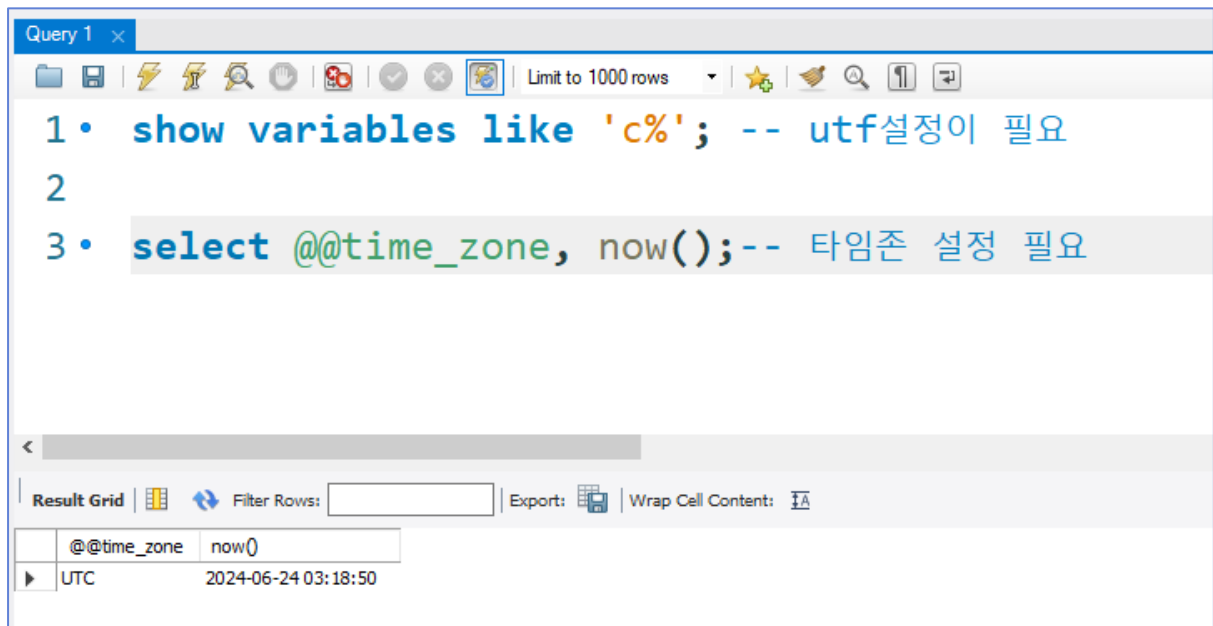 Query 1
Limit to 1000 rows
1 show variables like 'c%'; -- utf설정이 필요
2
3 select @@time_zone, now();-- 타임존 설정 필요
Result Grid Filter Rows: Export: Wrap Cell Content:
@@time_zone now()
UTC 2024-06-24 03:18:50